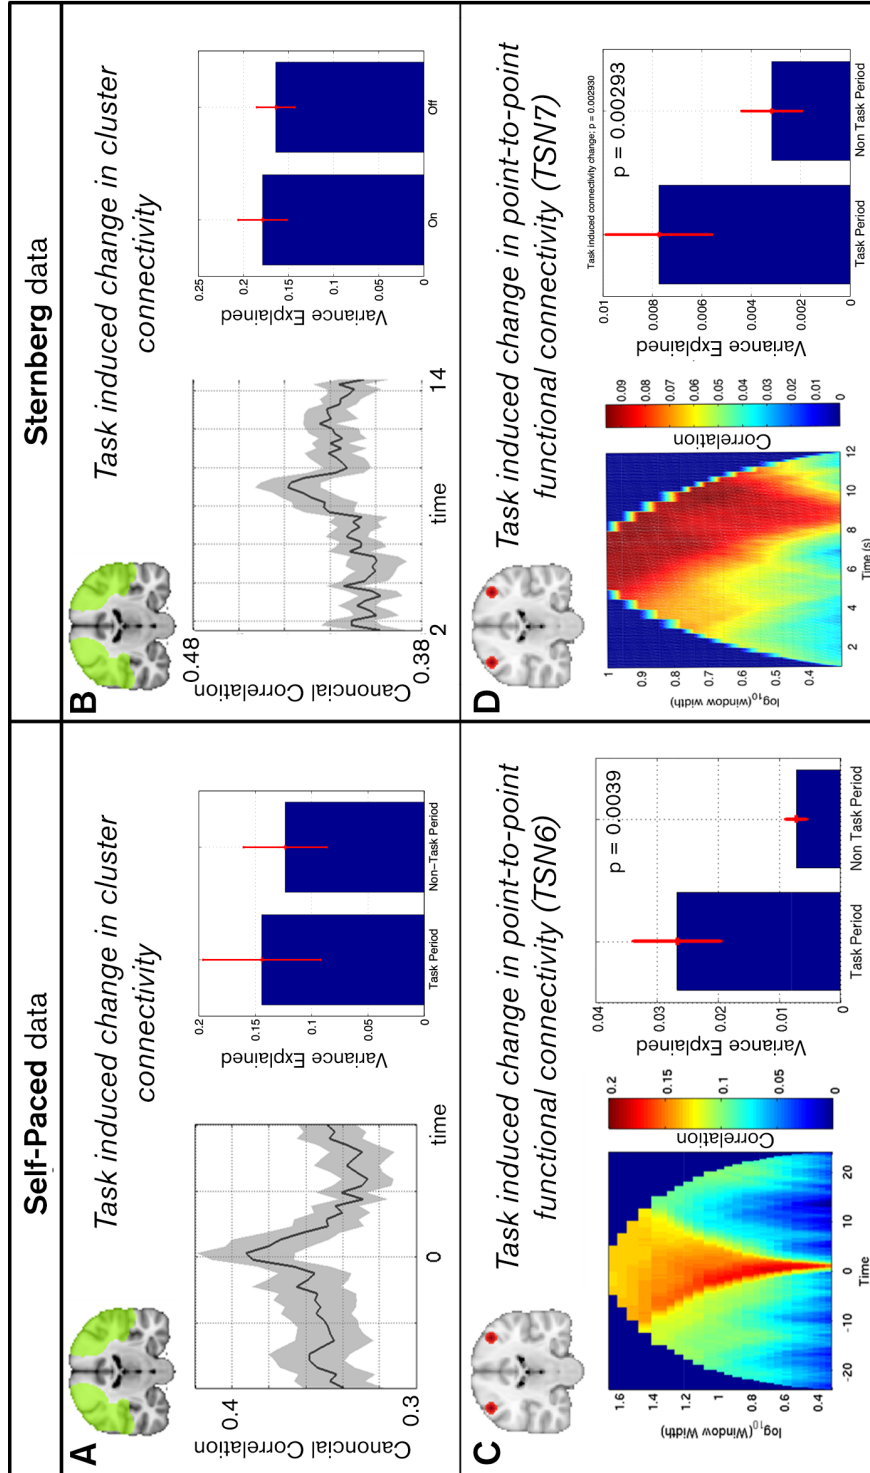 Self-Paced data
Sternberg data
A
Task induced change in cluster
connectivity
Canoncial Correlation
0.4
0.3
0
time
Variance Explained
0.2
0.15
0.1
0.05
0
Task Period
Non-Task Period
B
Task induced change in cluster
connectivity
Canoncial Correlation
0.48
0.38
2
time
14
Variance Explained
0.25
0.2
0.15
0.1
0.05
0
On
Off
C
Task induced change in point-to-point
functional connectivity (TSN6)
log10(Window Width)
1.6
1.4
1.2
1
0.8
0.6
0.4
-20
-10
0
10
20
Time
Correlation
0.2
0.15
0.1
0.05
0
Variance Explained
0.04
0.03
0.02
0.01
0
p = 0.0039
Task Period
Non Task Period
D
Task induced change in point-to-point
functional connectivity (TSN7)
log10(window width)
1
0.9
0.8
0.7
0.6
0.5
0.4
2
4
6
8
10
12
Time (s)
Correlation
0.09
0.08
0.07
0.06
0.05
0.04
0.03
0.02
0.01
0
Task induced connectivity change; p = 0.002930
p = 0.00293
Variance Explained
0.01
0.008
0.006
0.004
0.002
0
Task Period
Non Task Period